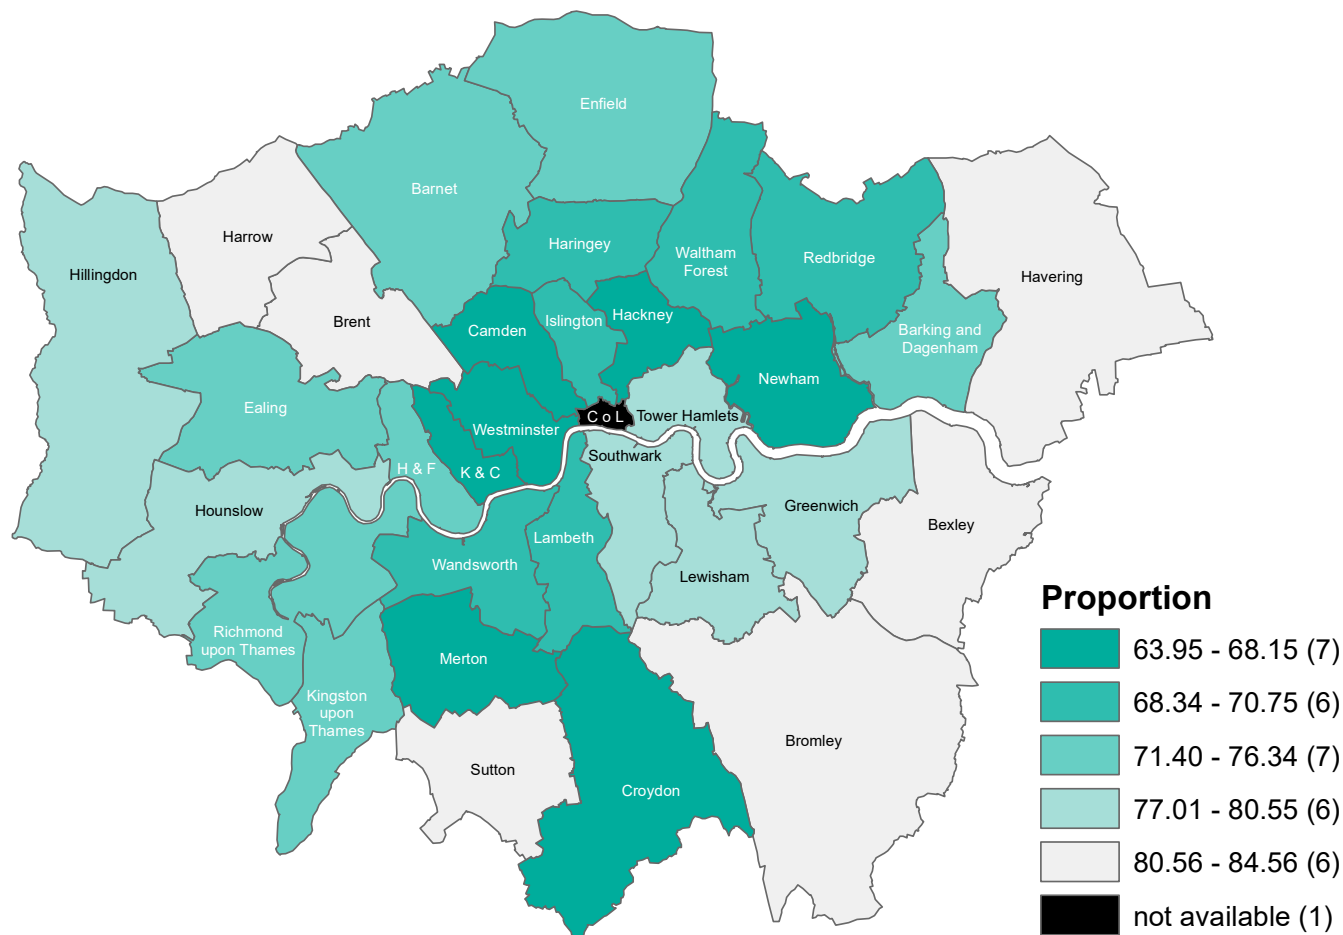 Enfield
Barnet
Harrow
Haringey
Waltham
Forest
Redbridge
Havering
Hillingdon
Brent
Camden
Islington
Hackney
Barking and
Dagenham
Newham
Ealing
Westminster
C o L
Tower Hamlets
H & F
K & C
Southwark
Hounslow
Greenwich
Bexley
Wandsworth
Lambeth
Lewisham
Richmond
upon Thames
Merton
Kingston
upon
Thames
Sutton
Croydon
Bromley
Proportion
63.95 - 68.15 (7)
68.34 - 70.75 (6)
71.40 - 76.34 (7)
77.01 - 80.55 (6)
80.56 - 84.56 (6)
not available (1)